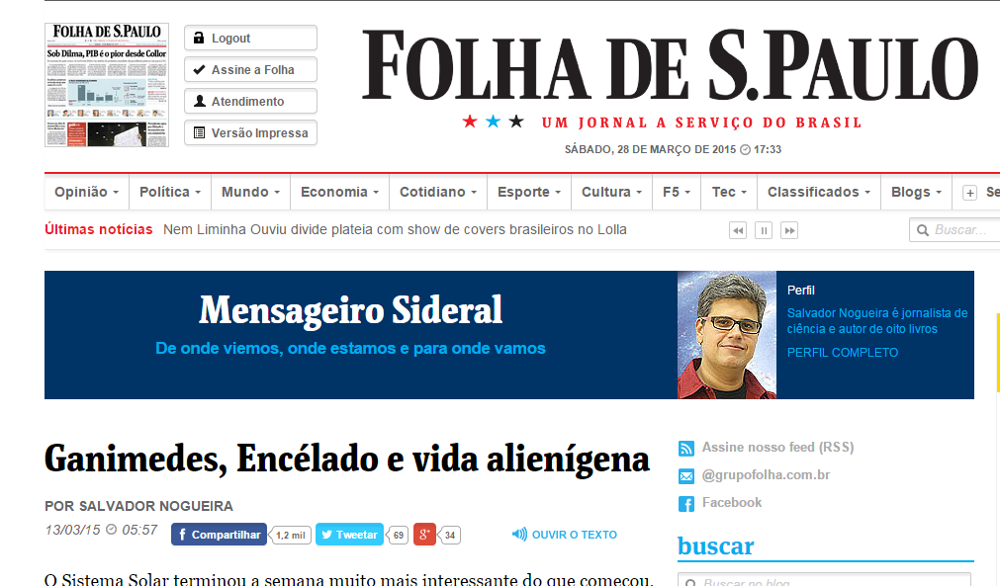 FOLHA DE S.PAULO
Sob Dilma, PIB é o pior desde Collor
Logout
Assine a Folha
Atendimento
Versão Impressa
FOLHA DE S.PAULO
UM JORNAL A SERVIÇO DO BRASIL
SÁBADO, 28 DE MARÇO DE 2015 17:33
Opinião Política Mundo Economia Cotidiano Esporte Cultura F5 Tec Classificados Blogs + Se
Últimas notícias Nem Liminha Ouviu divide plateia com show de covers brasileiros no Lolla
Buscar...
Mensageiro Sideral
De onde viemos, onde estamos e para onde vamos
Perfil
Salvador Nogueira é jornalista de
ciência e autor de oito livros
PERFIL COMPLETO
Ganimedes, Encélado e vida alienígena
POR SALVADOR NOGUEIRA
13/03/15 05:57
Compartilhar 1,2 mil Tweetar 69 g+ 34
OUVIR O TEXTO
O Sistema Solar terminou a semana muito mais interessante do que começou.
Assine nosso feed (RSS)
@grupofolha.com.br
Facebook
buscar
Buscar no blog